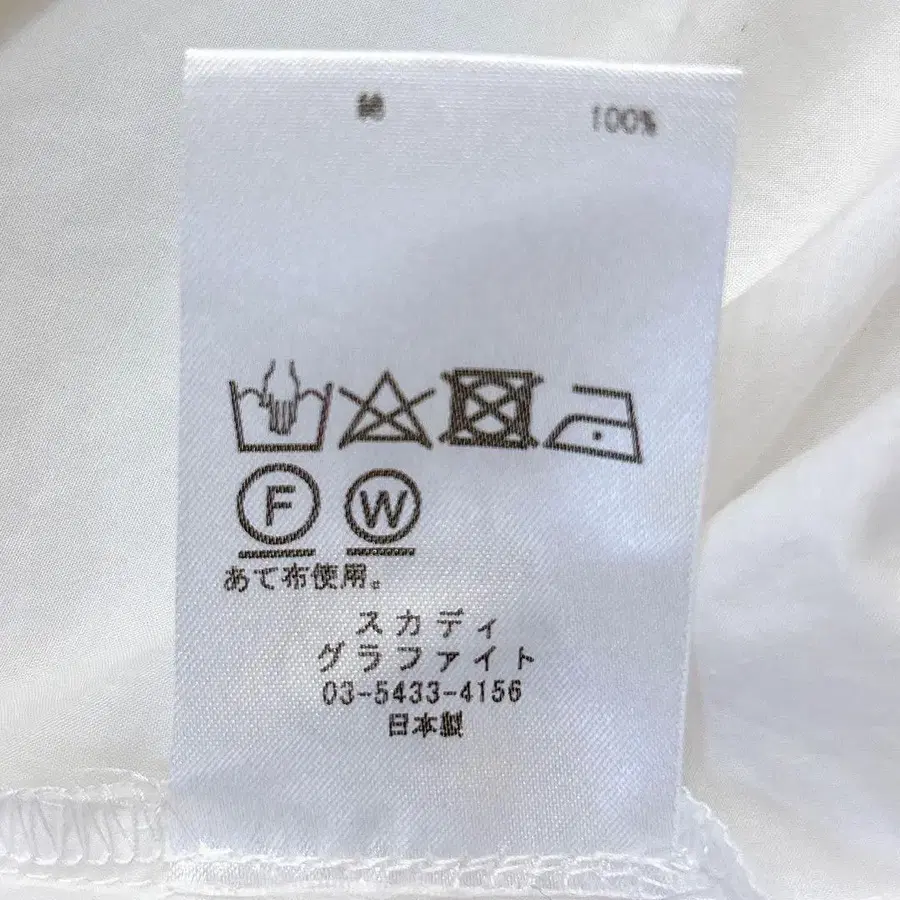 綿 100%
F W
あて布使用。
スカディ
グラファイト
03-5433-4156
日本製